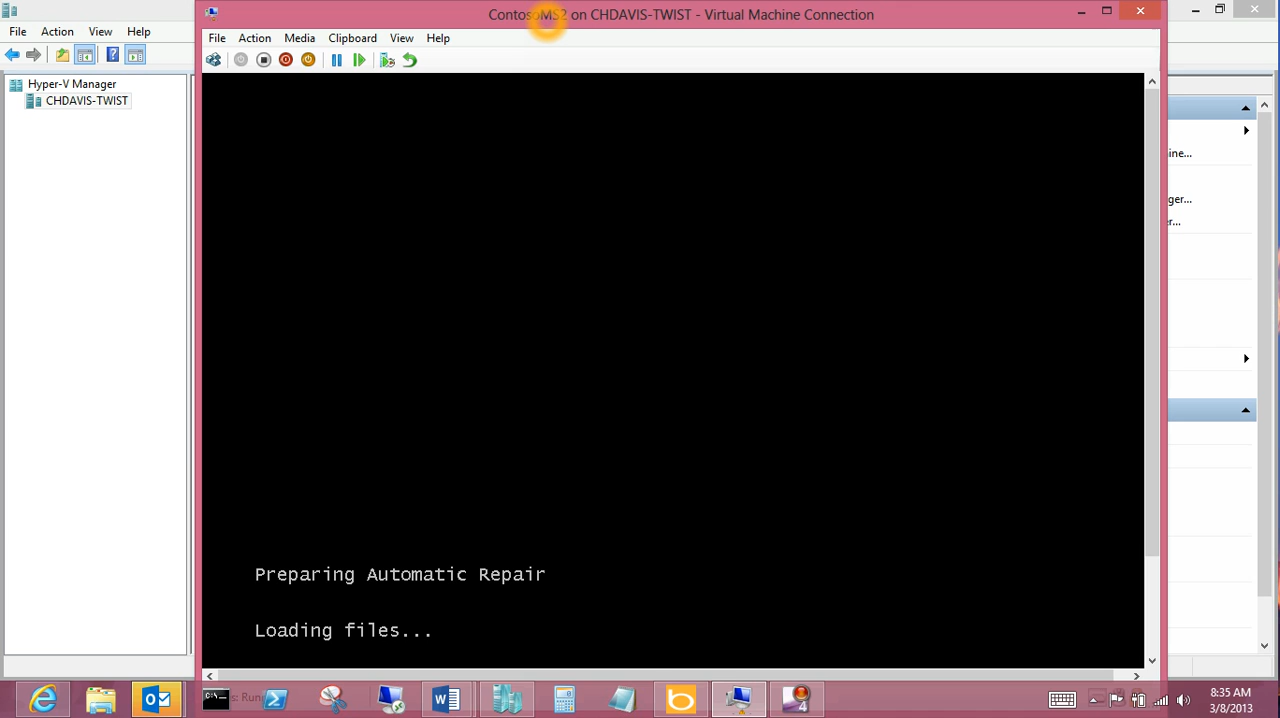 ContosoMS2 on CHDAVIS-TWIST - Virtual Machine Connection
File Action View Help
File Action Media Clipboard View Help
Hyper-V Manager
CHDAVIS-TWIST
ine...
ger...
r...
Preparing Automatic Repair
Loading files...
8:35 AM
3/8/2013